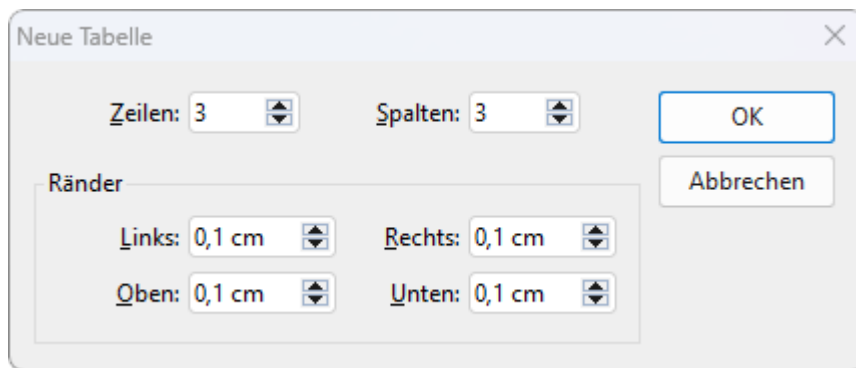 Neue Tabelle
Zeilen: 3 Spalten: 3 OK
Abbrechen
Ränder
Links: 0,1 cm Rechts: 0,1 cm
Oben: 0,1 cm Unten: 0,1 cm